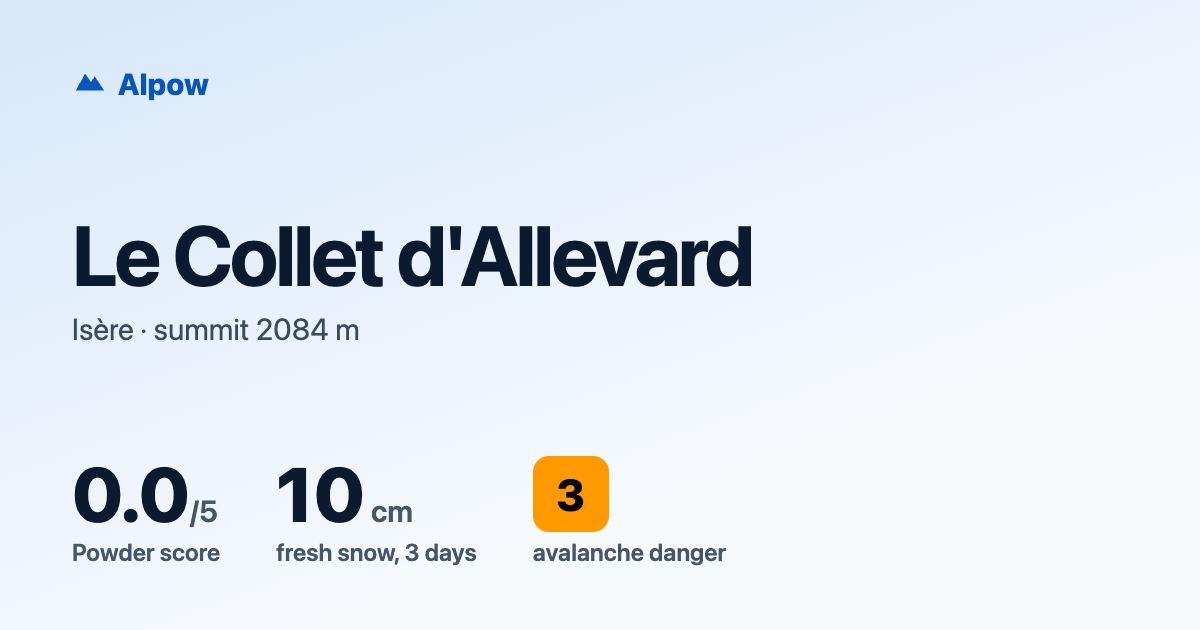 Alpow
Le Collet d'Allevard
Isère · summit 2084 m
0.0/5
Powder score
10 cm
fresh snow, 3 days
3
avalanche danger